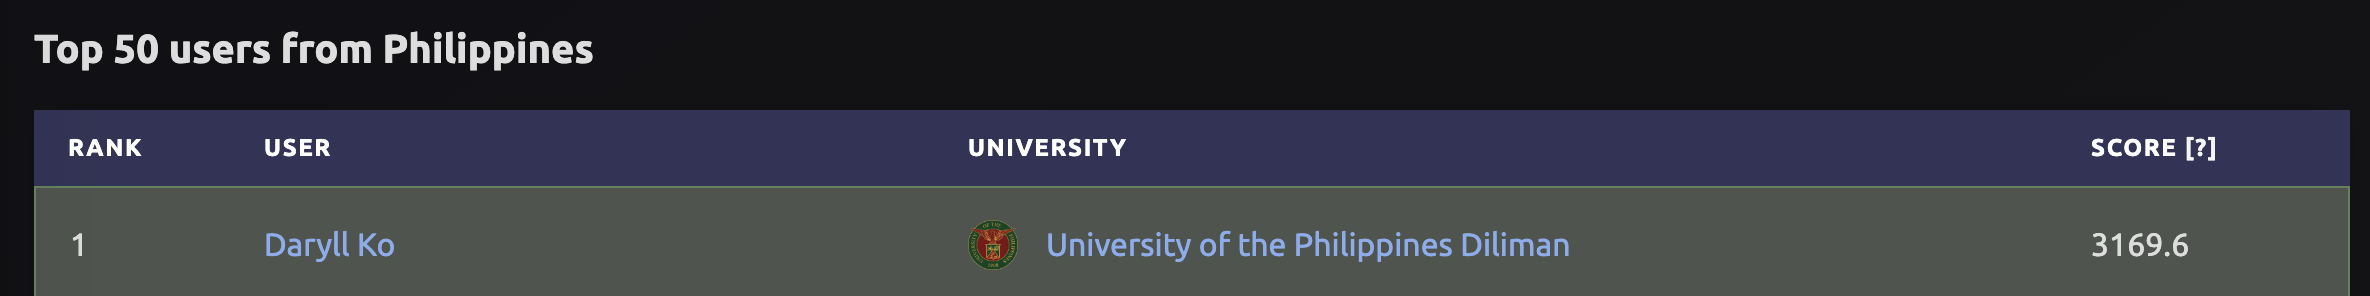 Top 50 users from Philippines
RANK USER UNIVERSITY SCORE [?]
1 Daryll Ko University of the Philippines Diliman 3169.6